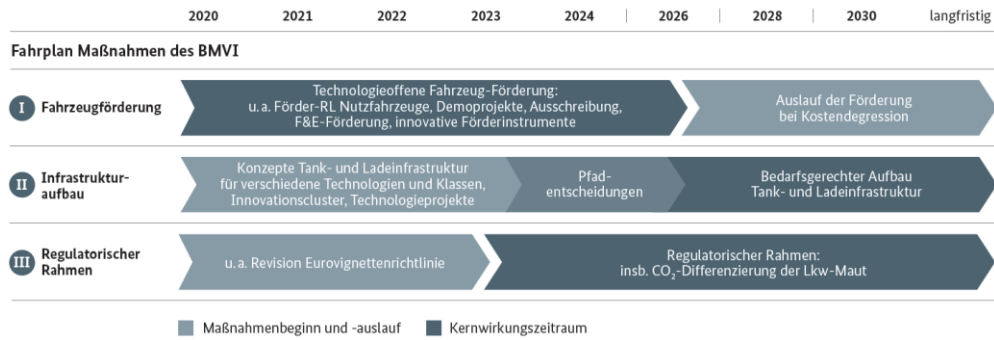 2020 2021 2022 2023 2024 2026 2028 2030 langfristig
Fahrplan Maßnahmen des BMVI
I Fahrzeugförderung
Technologieoffene Fahrzeug-Förderung:
u. a. Förder-RL Nutzfahrzeuge, Demoprojekte, Ausschreibung,
F&E-Förderung, innovative Förderinstrumente
Auslauf der Förderung
bei Kostendegression
II Infrastruktur-
aufbau
Konzepte Tank- und Ladeinfrastruktur
für verschiedene Technologien und Klassen,
Innovationscluster, Technologieprojekte
Pfad-
entscheidungen
Bedarfsgerechter Aufbau
Tank- und Ladeinfrastruktur
III Regulatorischer
Rahmen
u. a. Revision Eurovignettenrichtlinie
Regulatorischer Rahmen:
insb. CO₂-Differenzierung der Lkw-Maut
Maßnahmenbeginn und -auslauf Kernwirkungszeitraum